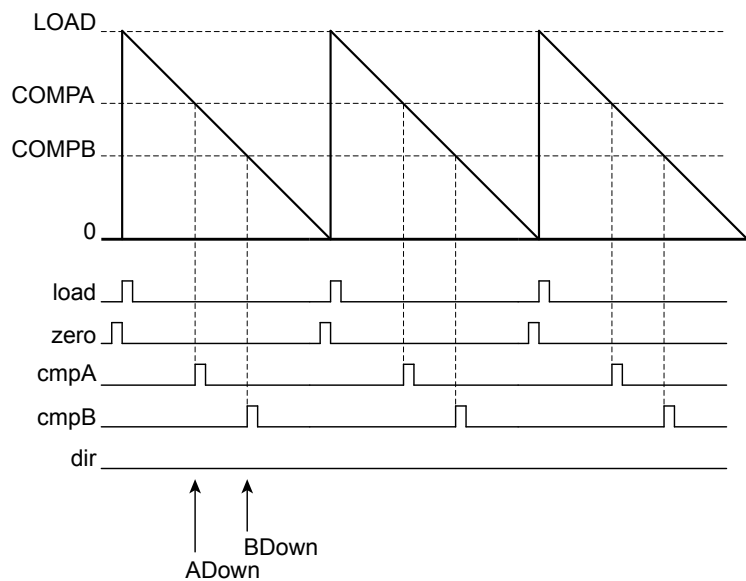 LOAD
COMPA
COMPB
0
load
zero
cmpA
cmpB
dir
BDown
ADown